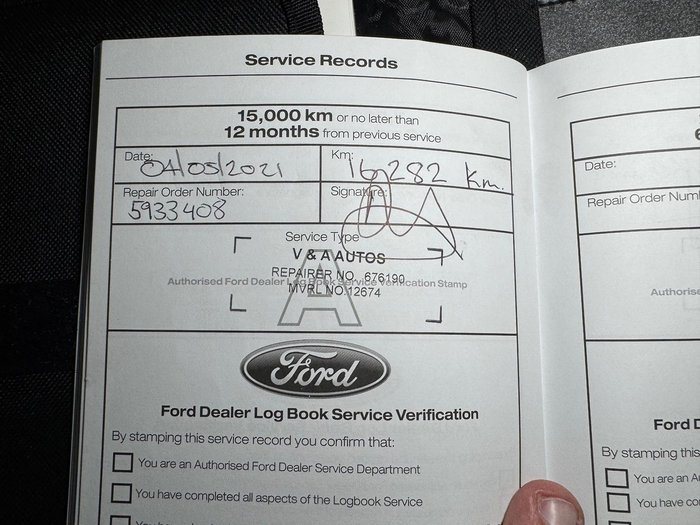 Service Records
15,000 km or no later than
12 months from previous service
Date: 04/05/2021
Km: 16,282 Km.
Repair Order Number: 5933408
Signature:
Service Type
A
V & A AUTOS
REPAIRER NO. 676190
Authorised Ford Dealer Log Book Service Verification Stamp
MVRL NO.12674
Ford
Ford Dealer Log Book Service Verification
By stamping this service record you confirm that:
You are an Authorised Ford Dealer Service Department
You have completed all aspects of the Logbook Service
Date:
Repair Order Num
Authorise
Ford D
By stamping this
You are an A
You have co